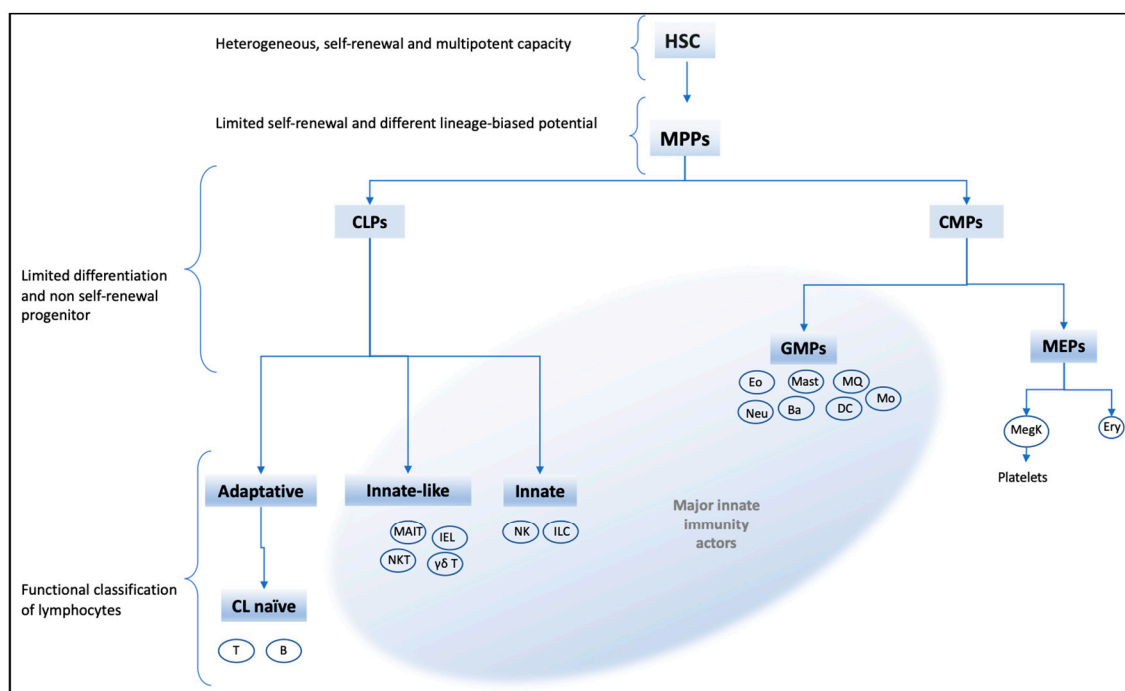 Heterogeneous, self-renewal and multipotent capacity
HSC
Limited self-renewal and different lineage-biased potential
MPPs
CLPs
CMPs
Limited differentiation
and non self-renewal
progenitor
GMPs
MEPs
Eo
Mast
MQ
Mo
Neu
Ba
DC
MegK
Ery
Platelets
Adaptative
Innate-like
Innate
MAIT
IEL
NKT
γδ T
NK
ILC
Major innate
immunity
actors
Functional classification
of lymphocytes
CL naïve
T
B